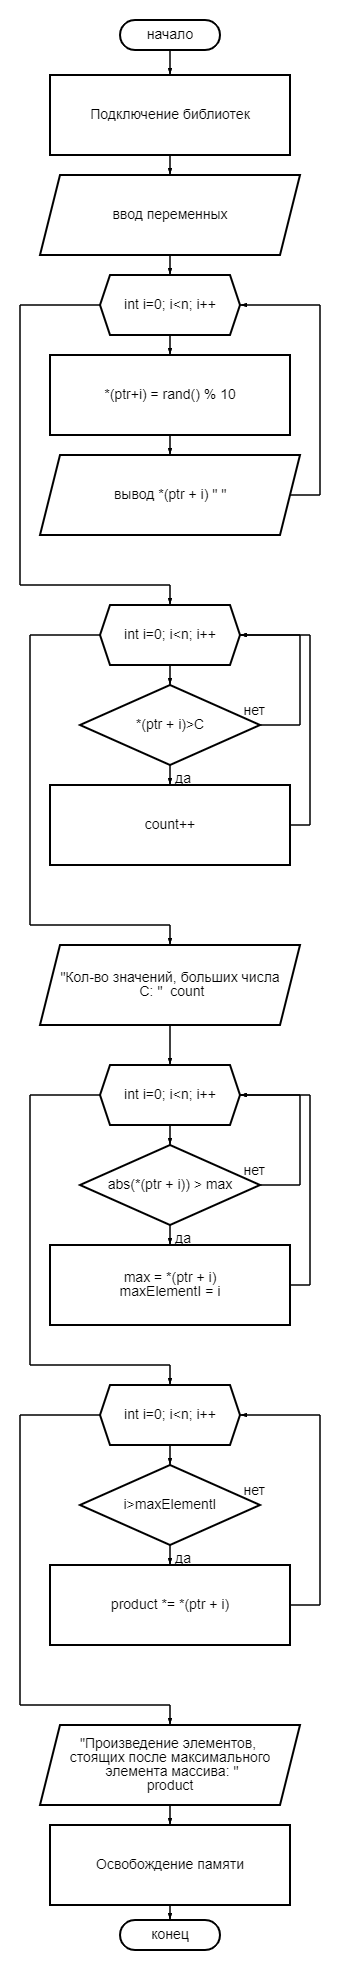 начало
Подключение библиотек
ввод переменных
int i=0; i<n; i++
*(ptr+i) = rand() % 10
вывод *(ptr + i) " "
int i=0; i<n; i++
*(ptr + i)>C
нет
да
count++
"Кол-во значений, больших числа
C: "  count
int i=0; i<n; i++
abs(*(ptr + i)) > max
нет
да
max = *(ptr + i)
maxElementI = i
int i=0; i<n; i++
i>maxElementI
нет
да
product *= *(ptr + i)
"Произведение элементов,
стоящих после максимального
элемента массива: "
product
Освобождение памяти
конец